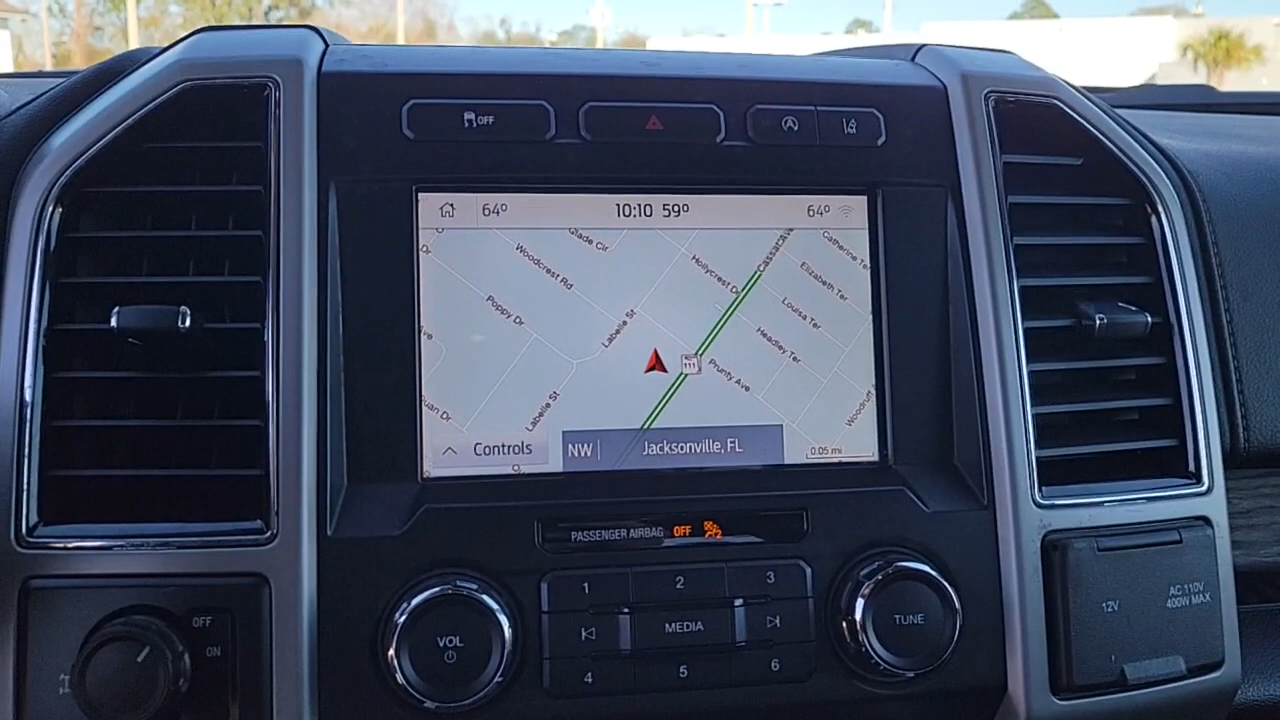 OFF
64°
10:10 59°
64°
Glade Cir
Catherine Ter
Cassat Ave
Dr
Woodcrest Rd
Hollycrest Dr
Elizabeth Ter
Poppy Dr
Labelle St
Louisa Ter
Headley Ter
Ave
111
Prunty Ave
Labelle St
Controls
NW
Jacksonville, FL
0.05 mi
PASSENGER AIRBAG OFF
1
2
3
MEDIA
4
5
6
VOL
TUNE
OFF
ON
12V
AC 110V
400W MAX